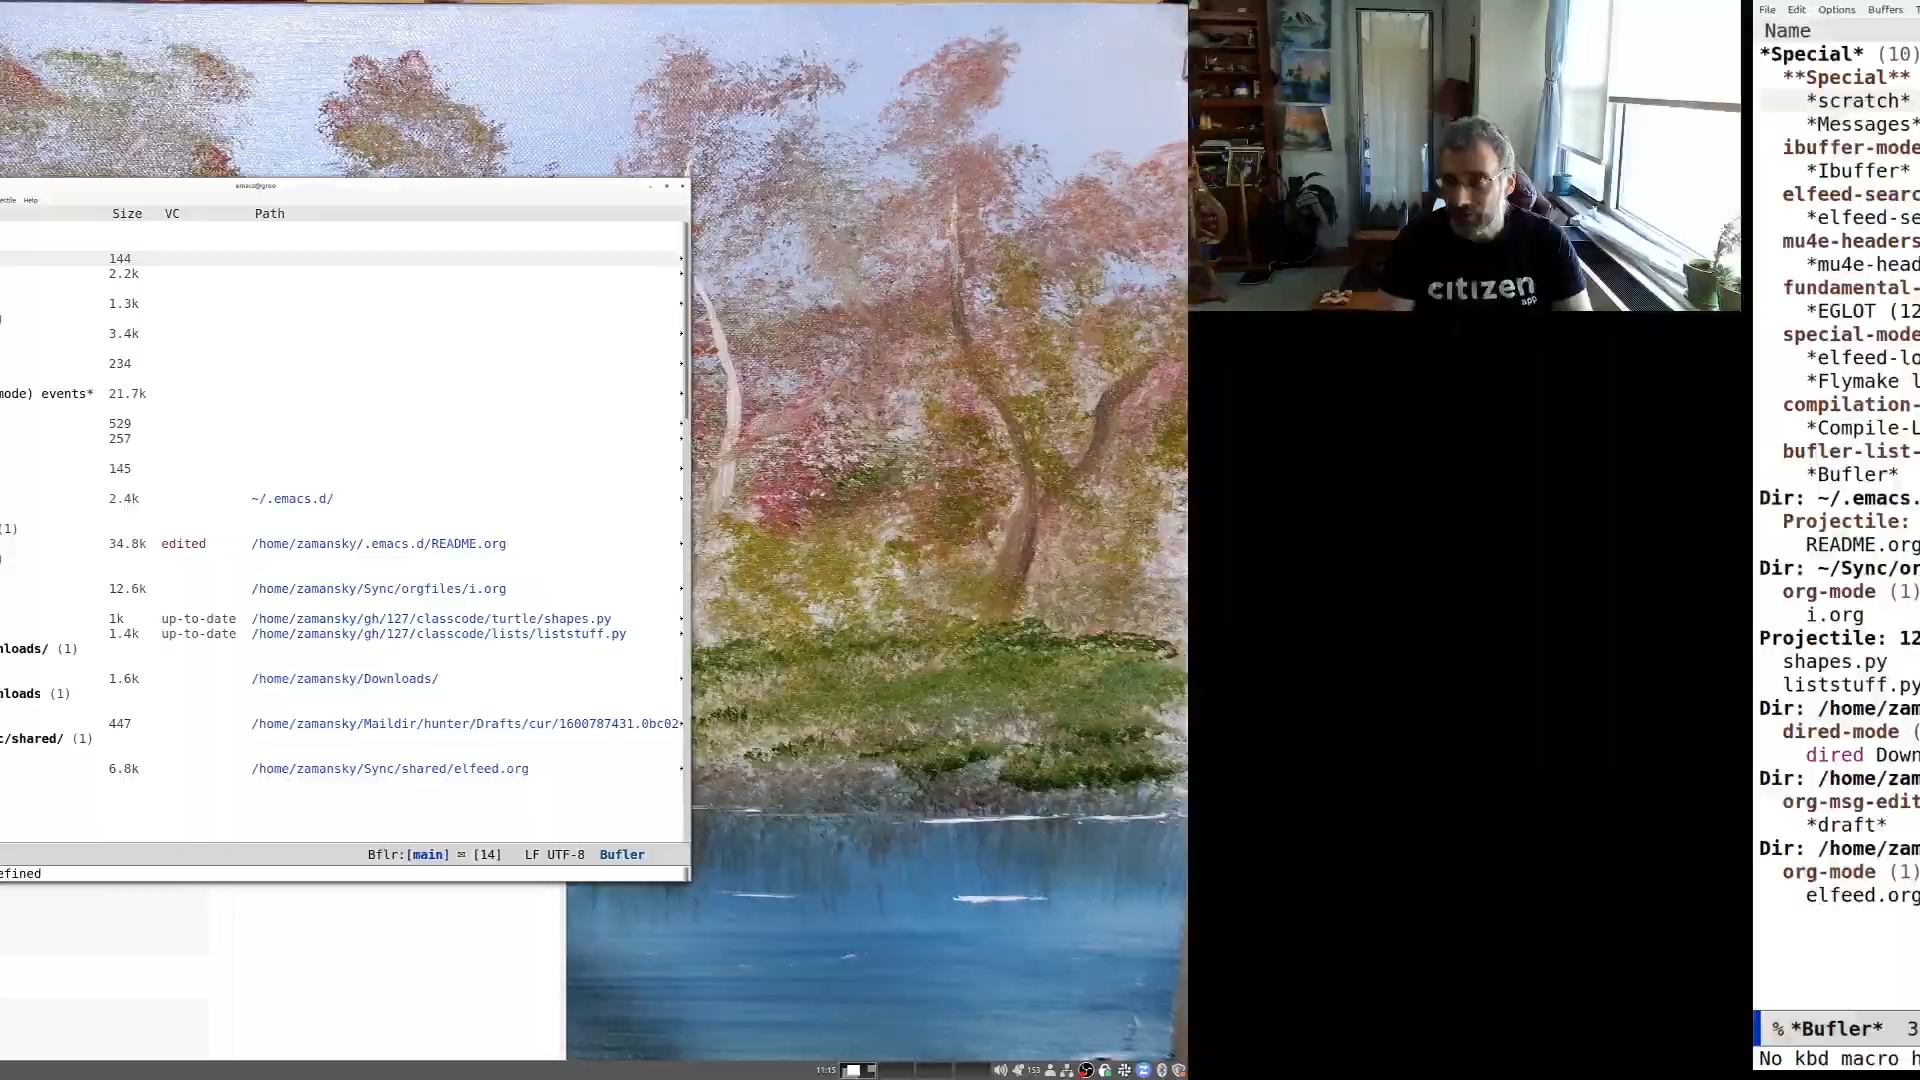 emacs@groo
ectile Help
Size VC Path
144
2.2k
1.3k
3.4k
234
mode) events* 21.7k
529
257
145
2.4k ~/.emacs.d/
(1)
34.8k edited /home/zamansky/.emacs.d/README.org
12.6k /home/zamansky/Sync/orgfiles/i.org
1k up-to-date /home/zamansky/gh/127/classcode/turtle/shapes.py
1.4k up-to-date /home/zamansky/gh/127/classcode/lists/liststuff.py
nloads/ (1)
1.6k /home/zamansky/Downloads/
nloads (1)
447 /home/zamansky/Maildir/hunter/Drafts/cur/1600787431.0bc02
c/shared/ (1)
6.8k /home/zamansky/Sync/shared/elfeed.org
Bflr:[main] ✉ [14] LF UTF-8 Bufler
efined
11:15
153
citizen
app
File Edit Options Buffers T
Name
*Special* (10)
**Special**
*scratch*
*Messages*
ibuffer-mode
*Ibuffer*
elfeed-searc
*elfeed-se
mu4e-headers
*mu4e-head
fundamental-
*EGLOT (12
special-mode
*elfeed-lo
*Flymake l
compilation-
*Compile-L
bufler-list-
*Bufler*
Dir: ~/.emacs.
Projectile:
README.org
Dir: ~/Sync/or
org-mode (1)
i.org
Projectile: 12
shapes.py
liststuff.py
Dir: /home/zam
dired-mode (
dired Down
Dir: /home/zam
org-msg-edit
*draft*
Dir: /home/zam
org-mode (1)
elfeed.org
% *Bufler* 3
No kbd macro h